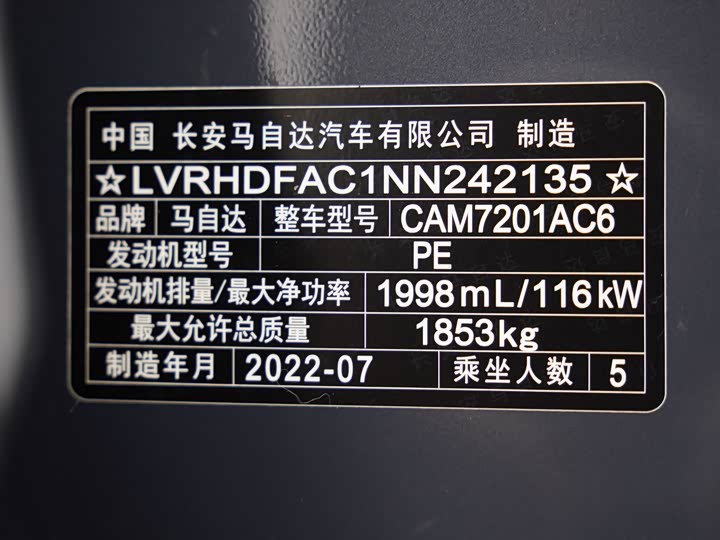 中国 长安马自达汽车有限公司 制造
☆LVRHDFAC1NN242135☆
品牌 马自达 整车型号 CAM7201AC6
发动机型号 PE
发动机排量/最大净功率 1998mL/116kW
最大允许总质量 1853kg
制造年月 2022-07 乘坐人数 5